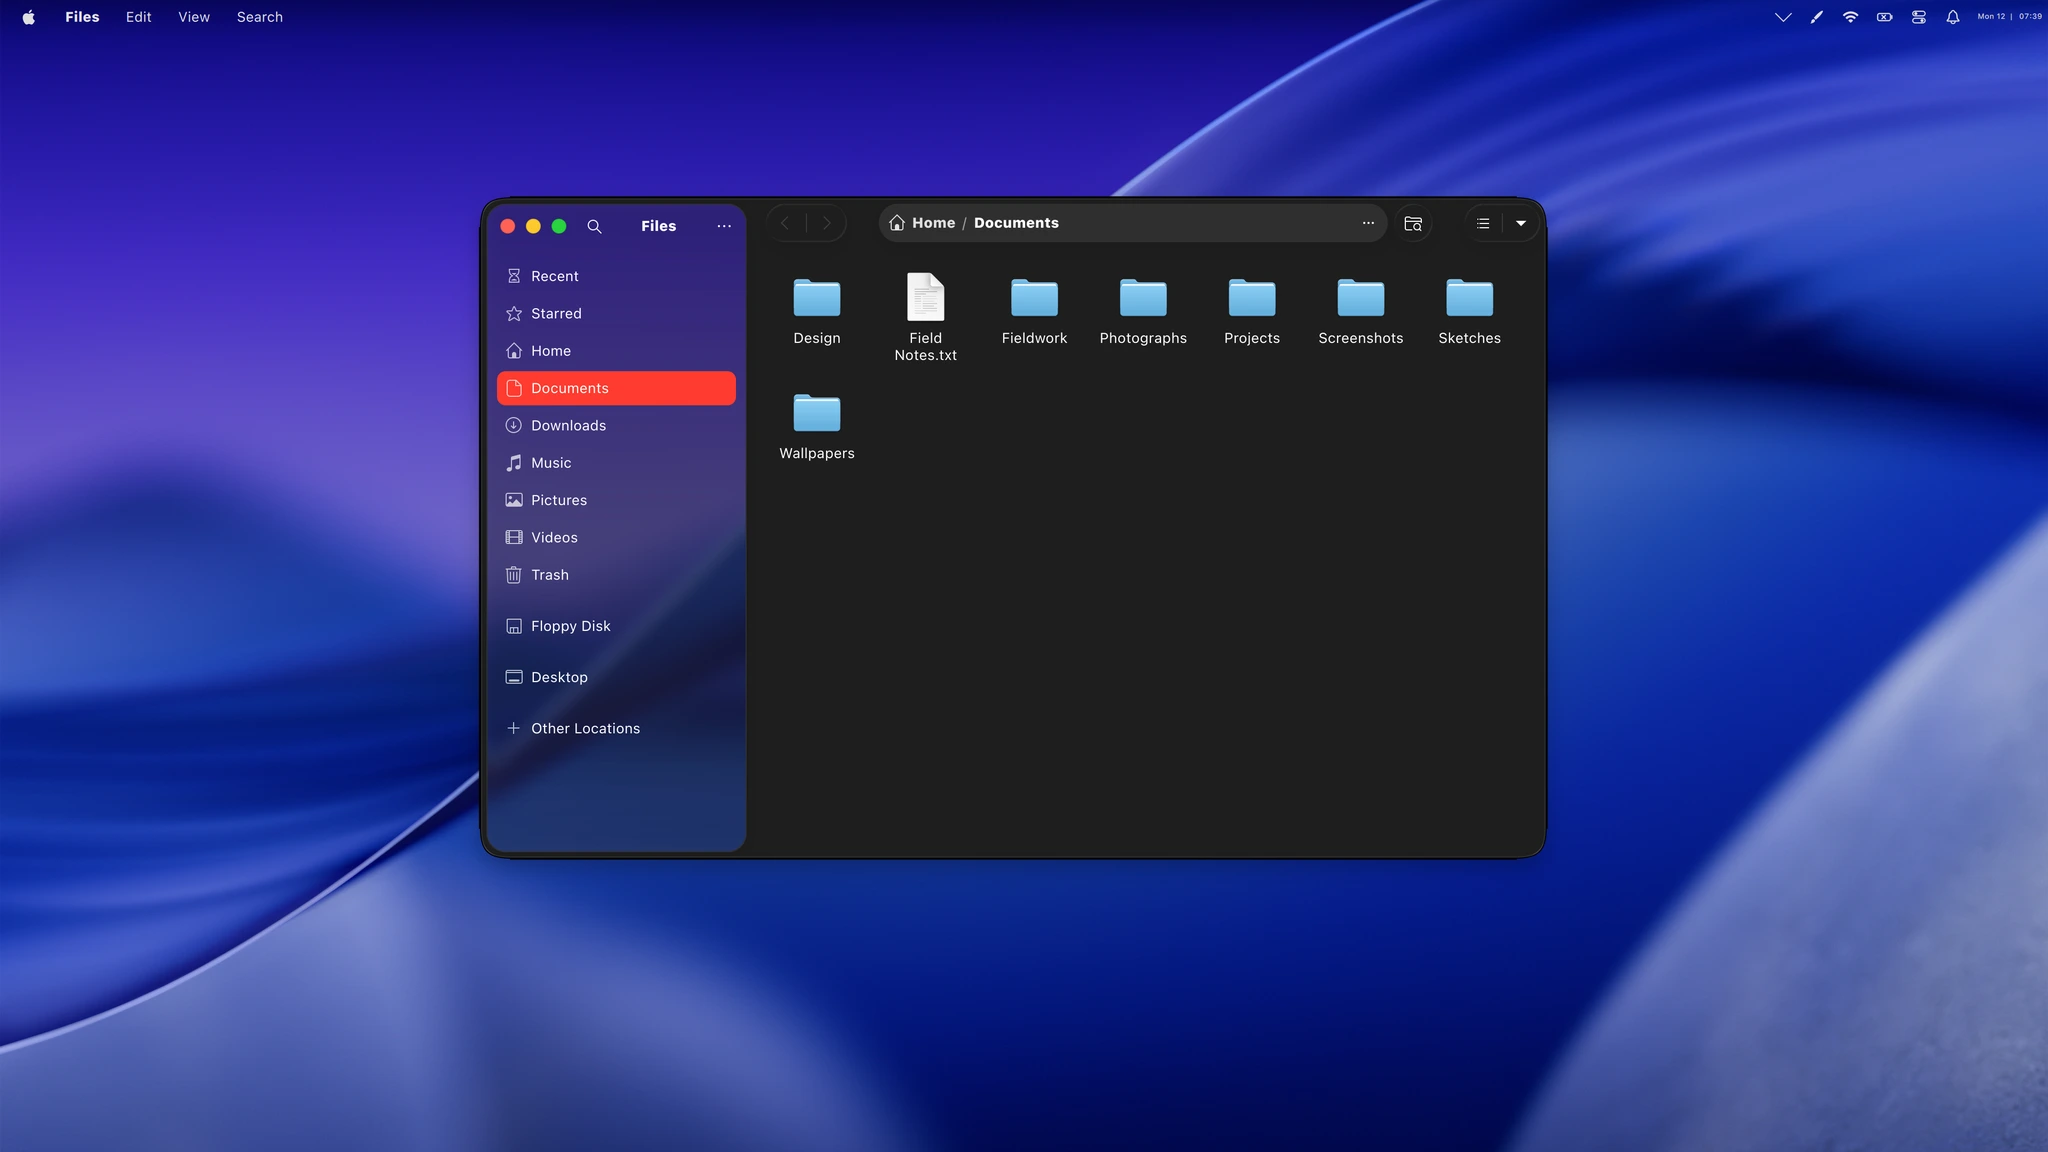 Files Edit View Search
Mon 12 | 07:39
Files
Home / Documents
Recent
Starred
Home
Documents
Downloads
Music
Pictures
Videos
Trash
Floppy Disk
Desktop
Other Locations
Design
Field
Notes.txt
Fieldwork
Photographs
Projects
Screenshots
Sketches
Wallpapers